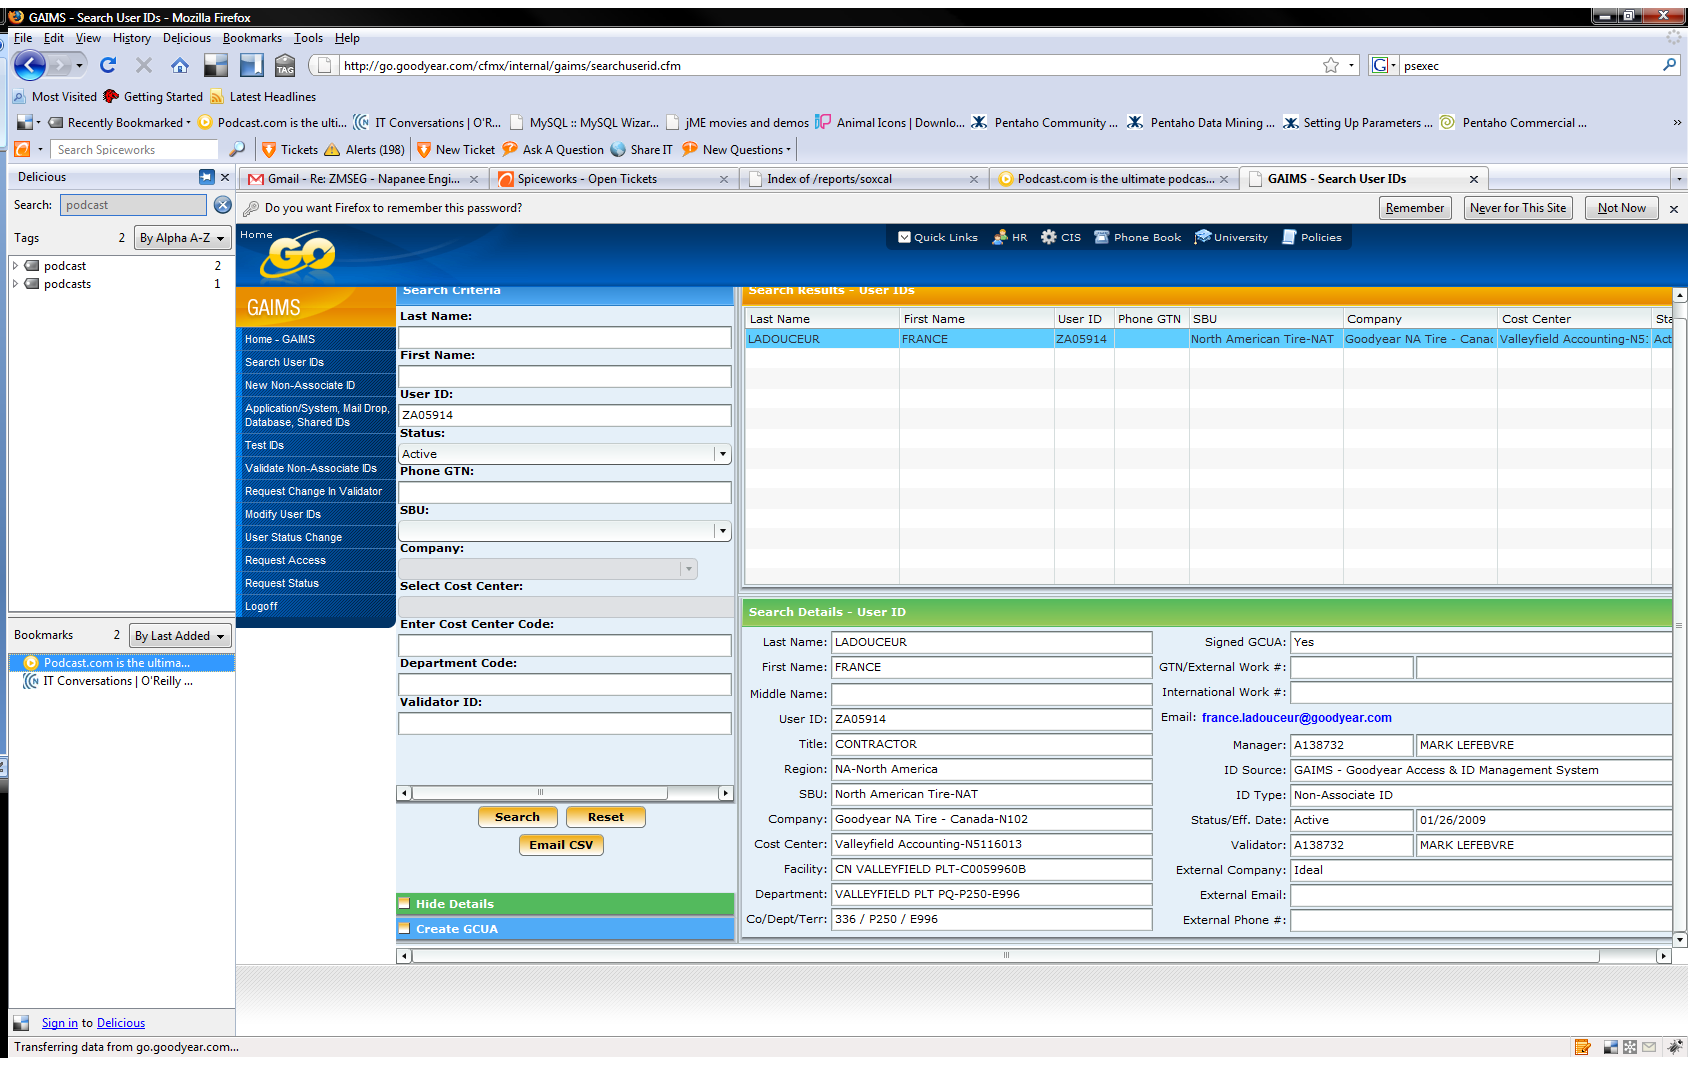 GAIMS - Search User IDs - Mozilla Firefox
File Edit View History Delicious Bookmarks Tools Help
TAG http://go.goodyear.com/cfmx/internal/gaims/searchuserid.cfm G psexec
Most Visited Getting Started Latest Headlines
Recently Bookmarked Podcast.com is the ulti... IT Conversations | O'R... MySQL :: MySQL Wizar... jME movies and demos Animal Icons | Downlo... Pentaho Community ... Pentaho Data Mining ... Setting Up Parameters ... Pentaho Commercial ... »
Search Spiceworks Tickets Alerts (198) New Ticket Ask A Question Share IT New Questions
Delicious
Gmail - Re: ZMSEG - Napanee Engi... Spiceworks - Open Tickets Index of /reports/soxcal Podcast.com is the ultimate podcas... GAIMS - Search User IDs
Search: podcast
Do you want Firefox to remember this password? Remember Never for This Site Not Now
Tags 2 By Alpha A-Z
podcast 2
podcasts 1
Home GO Quick Links HR CIS Phone Book University Policies
GAIMS
Home - GAIMS
Search User IDs
New Non-Associate ID
Application/System, Mail Drop,
Database, Shared IDs
Test IDs
Validate Non-Associate IDs
Request Change In Validator
Modify User IDs
User Status Change
Request Access
Request Status
Logoff
Search Criteria
Last Name:
First Name:
User ID:
ZA05914
Status:
Active
Phone GTN:
SBU:
Company:
Select Cost Center:
Enter Cost Center Code:
Department Code:
Validator ID:
Search Reset
Email CSV
Hide Details
Create GCUA
Search Results - User IDs
Last Name First Name User ID Phone GTN SBU Company Cost Center Sta
LADOUCEUR FRANCE ZA05914 North American Tire-NAT Goodyear NA Tire - Canad Valleyfield Accounting-N5: Act
Search Details - User ID
Last Name: LADOUCEUR
First Name: FRANCE
Middle Name:
User ID: ZA05914
Title: CONTRACTOR
Region: NA-North America
SBU: North American Tire-NAT
Company: Goodyear NA Tire - Canada-N102
Cost Center: Valleyfield Accounting-N5116013
Facility: CN VALLEYFIELD PLT-C0059960B
Department: VALLEYFIELD PLT PQ-P250-E996
Co/Dept/Terr: 336 / P250 / E996
Signed GCUA: Yes
GTN/External Work #:
International Work #:
Email: france.ladouceur@goodyear.com
Manager: A138732 MARK LEFEBVRE
ID Source: GAIMS - Goodyear Access & ID Management System
ID Type: Non-Associate ID
Status/Eff. Date: Active 01/26/2009
Validator: A138732 MARK LEFEBVRE
External Company: Ideal
External Email:
External Phone #:
Bookmarks 2 By Last Added
Podcast.com is the ultima...
IT Conversations | O'Reilly ...
Sign in to Delicious
Transferring data from go.goodyear.com...